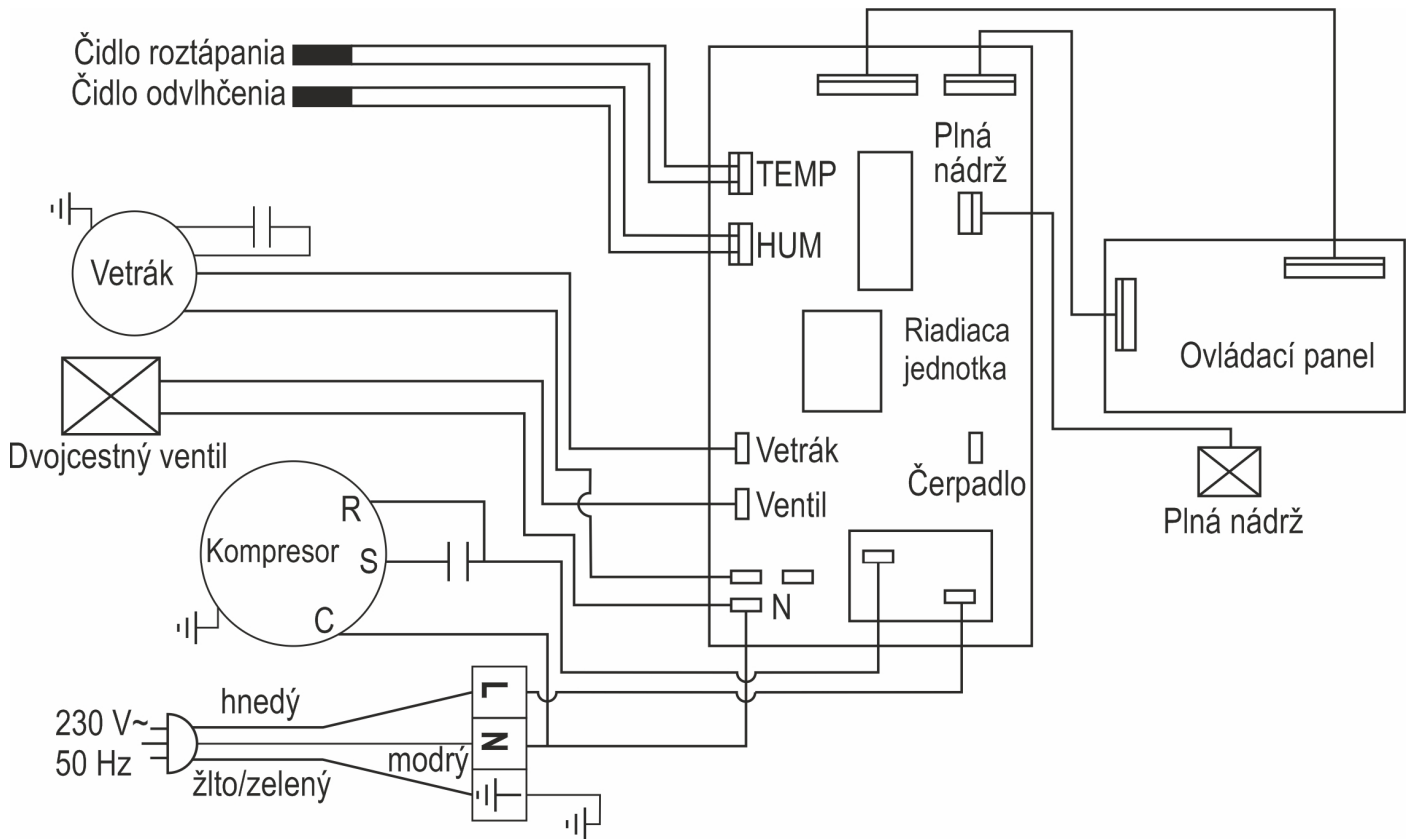 Čidlo roztápania
Čidlo odvlhčenia
TEMP
HUM
Plná
nádrž
Vetrák
Riadiaca
jednotka
Ovládací panel
Dvojcestný ventil
Vetrák
Ventil
Čerpadlo
Plná nádrž
Kompresor
R
S
C
N
230 V~
50 Hz
hnedý
modrý
žlto/zelený
L
N